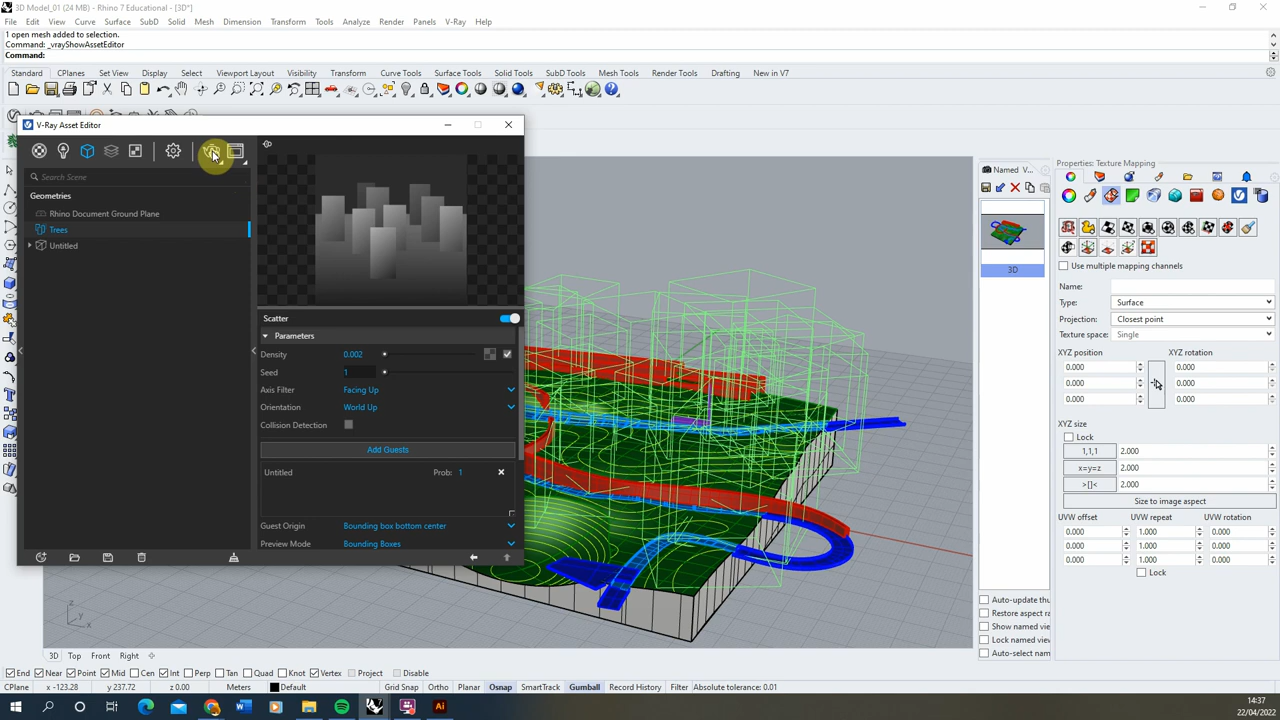 3D Model_01 (24 MB) - Rhino 7 Educational - [3D*]
File Edit View Curve Surface SubD Solid Mesh Dimension Transform Tools Analyze Render Panels V-Ray Help
1 open mesh added to selection.
Command: _vrayShowAssetEditor
Command:
Standard CPlanes Set View Display Select Viewport Layout Visibility Transform Curve Tools Surface Tools Solid Tools SubD Tools Mesh Tools Render Tools Drafting New in V7
V-Ray Asset Editor
Search Scene
Geometries
Rhino Document Ground Plane
Trees
Untitled
Scatter
Parameters
Density 0.002
Seed 1
Axis Filter Facing Up
Orientation World Up
Collision Detection
Add Guests
Untitled Prob: 1
Guest Origin Bounding box bottom center
Preview Mode Bounding Boxes
z
y
x
Named V...
3D
Auto-update thu
Restore aspect ra
Show named vie
Lock named view
Auto-select nam
Properties: Texture Mapping
Use multiple mapping channels
Name:
Type: Surface
Projection: Closest point
Texture space: Single
XYZ position XYZ rotation
0.000 0.000
0.000 0.000
0.000 0.000
XYZ size
Lock
1,1,1 2.000
x=y=z 2.000
>[]< 2.000
Size to image aspect
UVW offset UVW repeat UVW rotation
0.000 1.000 0.000
0.000 1.000 0.000
0.000 1.000 0.000
Lock
3D Top Front Right
End Near Point Mid Cen Int Perp Tan Quad Knot Vertex Project Disable
CPlane x -123.28 y 237.72 z 0.00 Meters Default Grid Snap Ortho Planar Osnap SmartTrack Gumball Record History Filter Absolute tolerance: 0.01
14:37
22/04/2022